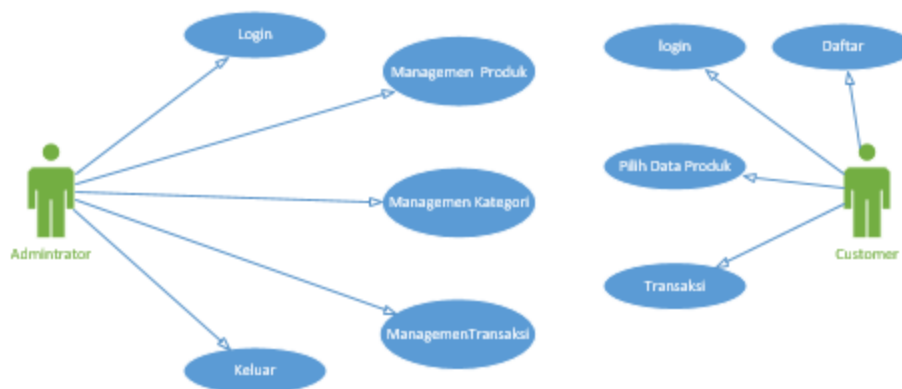 Login
login
Daftar
Managemen Produk
Pilih Data Produk
Managemen Kategori
Admintrator
Customer
Transaksi
ManagemenTransaksi
Keluar